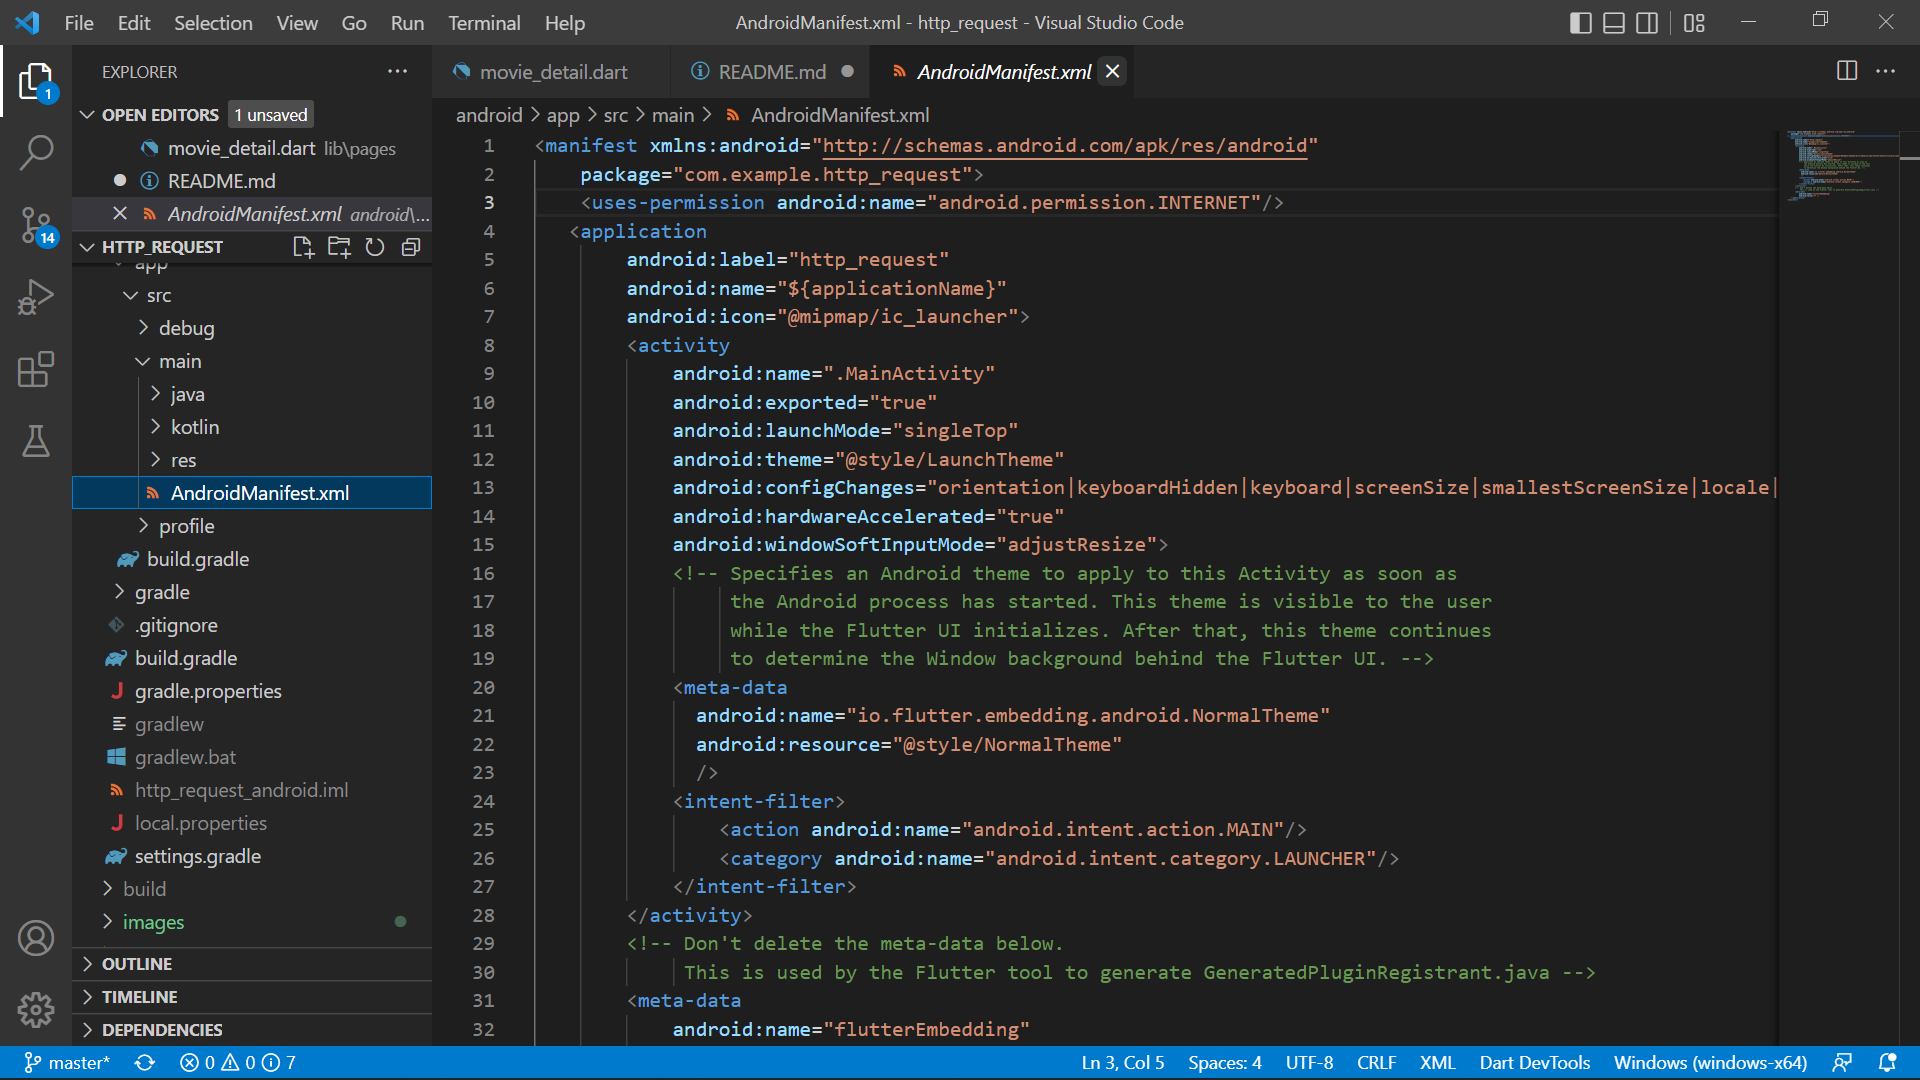 File Edit Selection View Go Run Terminal Help
AndroidManifest.xml - http_request - Visual Studio Code
EXPLORER
1
14
OPEN EDITORS 1 unsaved
movie_detail.dart lib\pages
README.md
AndroidManifest.xml android\...
HTTP_REQUEST
app
src
debug
main
java
kotlin
res
AndroidManifest.xml
profile
build.gradle
gradle
.gitignore
build.gradle
gradle.properties
gradlew
gradlew.bat
http_request_android.iml
local.properties
settings.gradle
build
images
OUTLINE
TIMELINE
DEPENDENCIES
movie_detail.dart README.md AndroidManifest.xml
android > app > src > main > AndroidManifest.xml
1 <manifest xmlns:android="http://schemas.android.com/apk/res/android"
2 package="com.example.http_request">
3 <uses-permission android:name="android.permission.INTERNET"/>
4 <application
5 android:label="http_request"
6 android:name="${applicationName}"
7 android:icon="@mipmap/ic_launcher">
8 <activity
9 android:name=".MainActivity"
10 android:exported="true"
11 android:launchMode="singleTop"
12 android:theme="@style/LaunchTheme"
13 android:configChanges="orientation|keyboardHidden|keyboard|screenSize|smallestScreenSize|locale|
14 android:hardwareAccelerated="true"
15 android:windowSoftInputMode="adjustResize">
16 <!-- Specifies an Android theme to apply to this Activity as soon as
17 the Android process has started. This theme is visible to the user
18 while the Flutter UI initializes. After that, this theme continues
19 to determine the Window background behind the Flutter UI. -->
20 <meta-data
21 android:name="io.flutter.embedding.android.NormalTheme"
22 android:resource="@style/NormalTheme"
23 />
24 <intent-filter>
25 <action android:name="android.intent.action.MAIN"/>
26 <category android:name="android.intent.category.LAUNCHER"/>
27 </intent-filter>
28 </activity>
29 <!-- Don't delete the meta-data below.
30 This is used by the Flutter tool to generate GeneratedPluginRegistrant.java -->
31 <meta-data
32 android:name="flutterEmbedding"
master* 0 0 7 Ln 3, Col 5 Spaces: 4 UTF-8 CRLF XML Dart DevTools Windows (windows-x64)